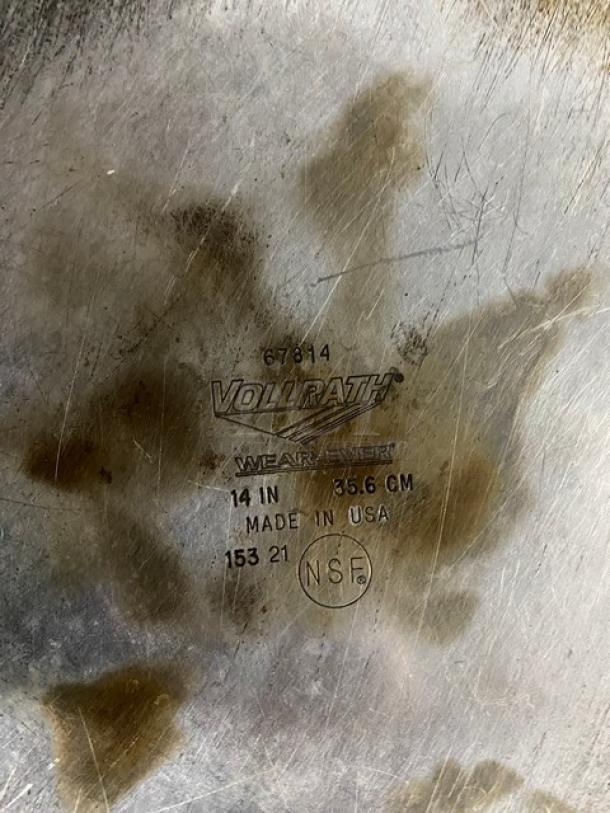 67814
VOLLRATH®
WEAR-EVER®
14 IN 35.6 CM
MADE IN USA
153 21
NSF®